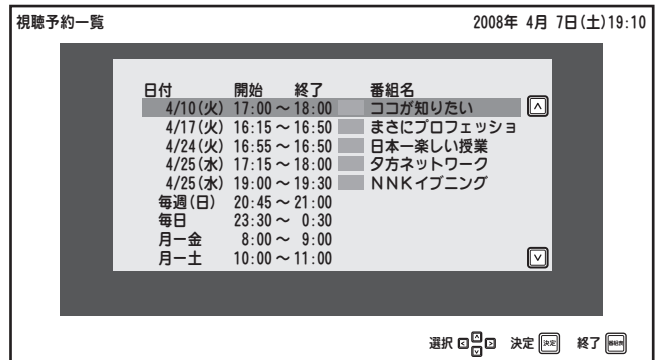 視聴予約一覧 2008年 4月 7日(土)19:10
日付 開始 終了 番組名
4/10(火) 17:00～18:00 ココが知りたい
4/17(火) 16:15～16:50 まさにプロフェッショ
4/24(火) 16:55～16:50 日本一楽しい授業
4/25(水) 17:15～18:00 夕方ネットワーク
4/25(水) 19:00～19:30 NNKイブニング
毎週(日) 20:45～21:00
毎日 23:30～ 0:30
月ー金 8:00～ 9:00
月ー土 10:00～11:00
選択 決定 決定 終了 番組表